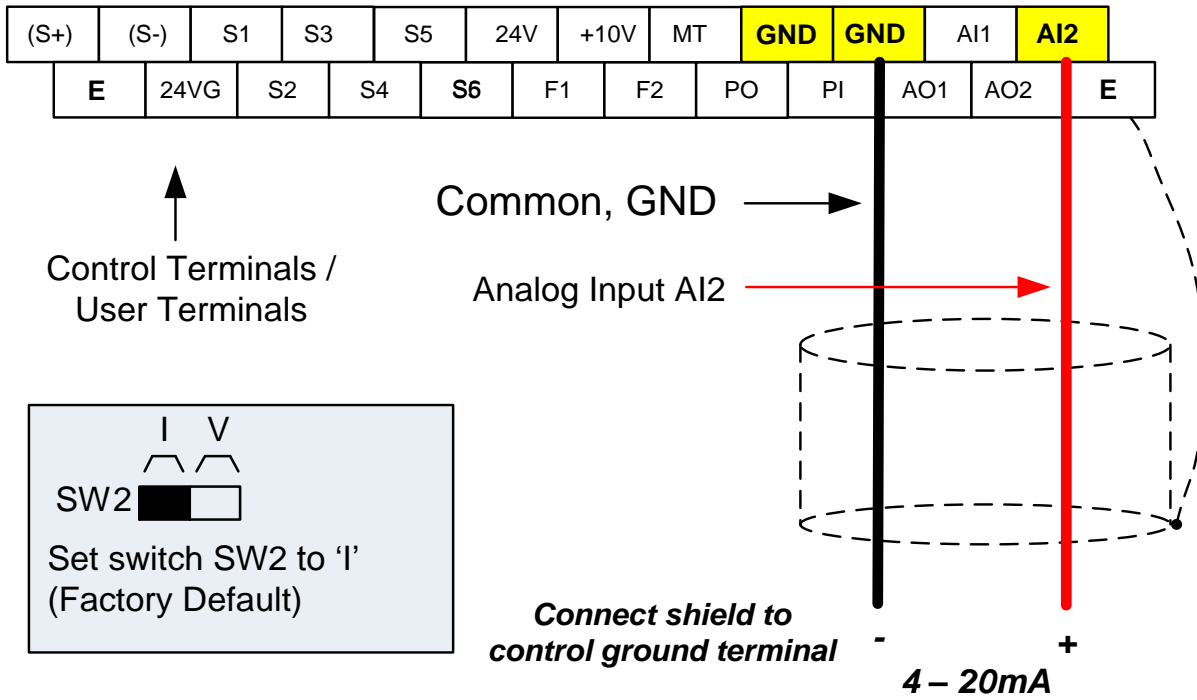 (S+) (S-) S1 S3 S5 24V +10V MT GND GND AI1 AI2
E 24VG S2 S4 S6 F1 F2 PO PI AO1 AO2 E
Common, GND
Control Terminals /
User Terminals
Analog Input AI2
I V
SW2
Set switch SW2 to ‘I’
(Factory Default)
Connect shield to
control ground terminal
- +
4 – 20mA